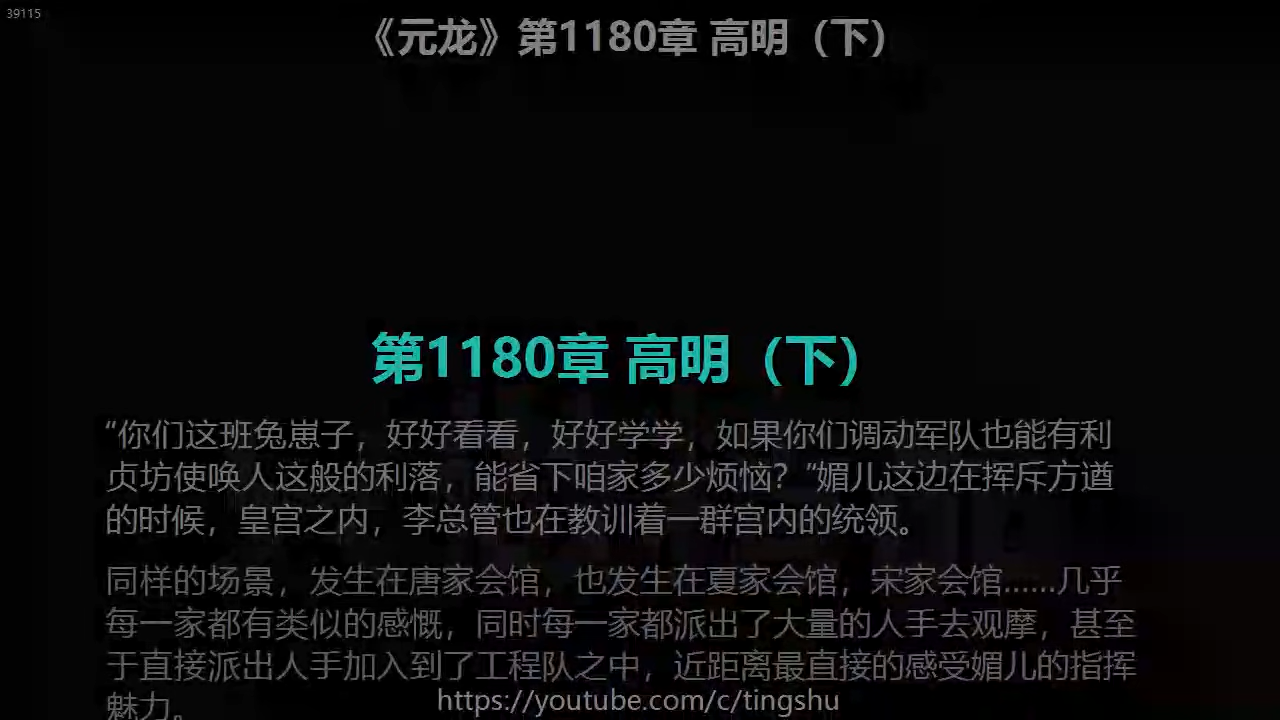 39115
《元龙》第1180章 高明（下）
第1180章 高明（下）
“你们这班兔崽子，好好看看，好好学学，如果你们调动军队也能有利
贞坊使唤人这般的利落，能省下咱家多少烦恼？”媚儿这边在挥斥方遒
的时候，皇宫之内，李总管也在教训着一群宫内的统领。
同样的场景，发生在唐家会馆，也发生在夏家会馆，宋家会馆……几乎
每一家都有类似的感慨，同时每一家都派出了大量的人手去观摩，甚至
于直接派出人手加入到了工程队之中，近距离最直接的感受媚儿的指挥
魅力。
https://youtube.com/c/tingshu